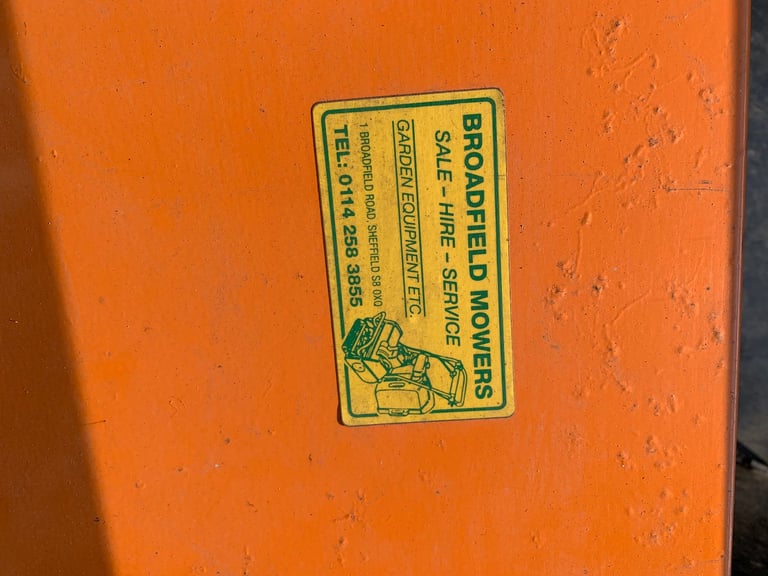 BROADFIELD MOWERS
SALE - HIRE - SERVICE
GARDEN EQUIPMENT ETC.
1 BROADFIELD ROAD, SHEFFIELD S8 0XQ
TEL: 0114 258 3855